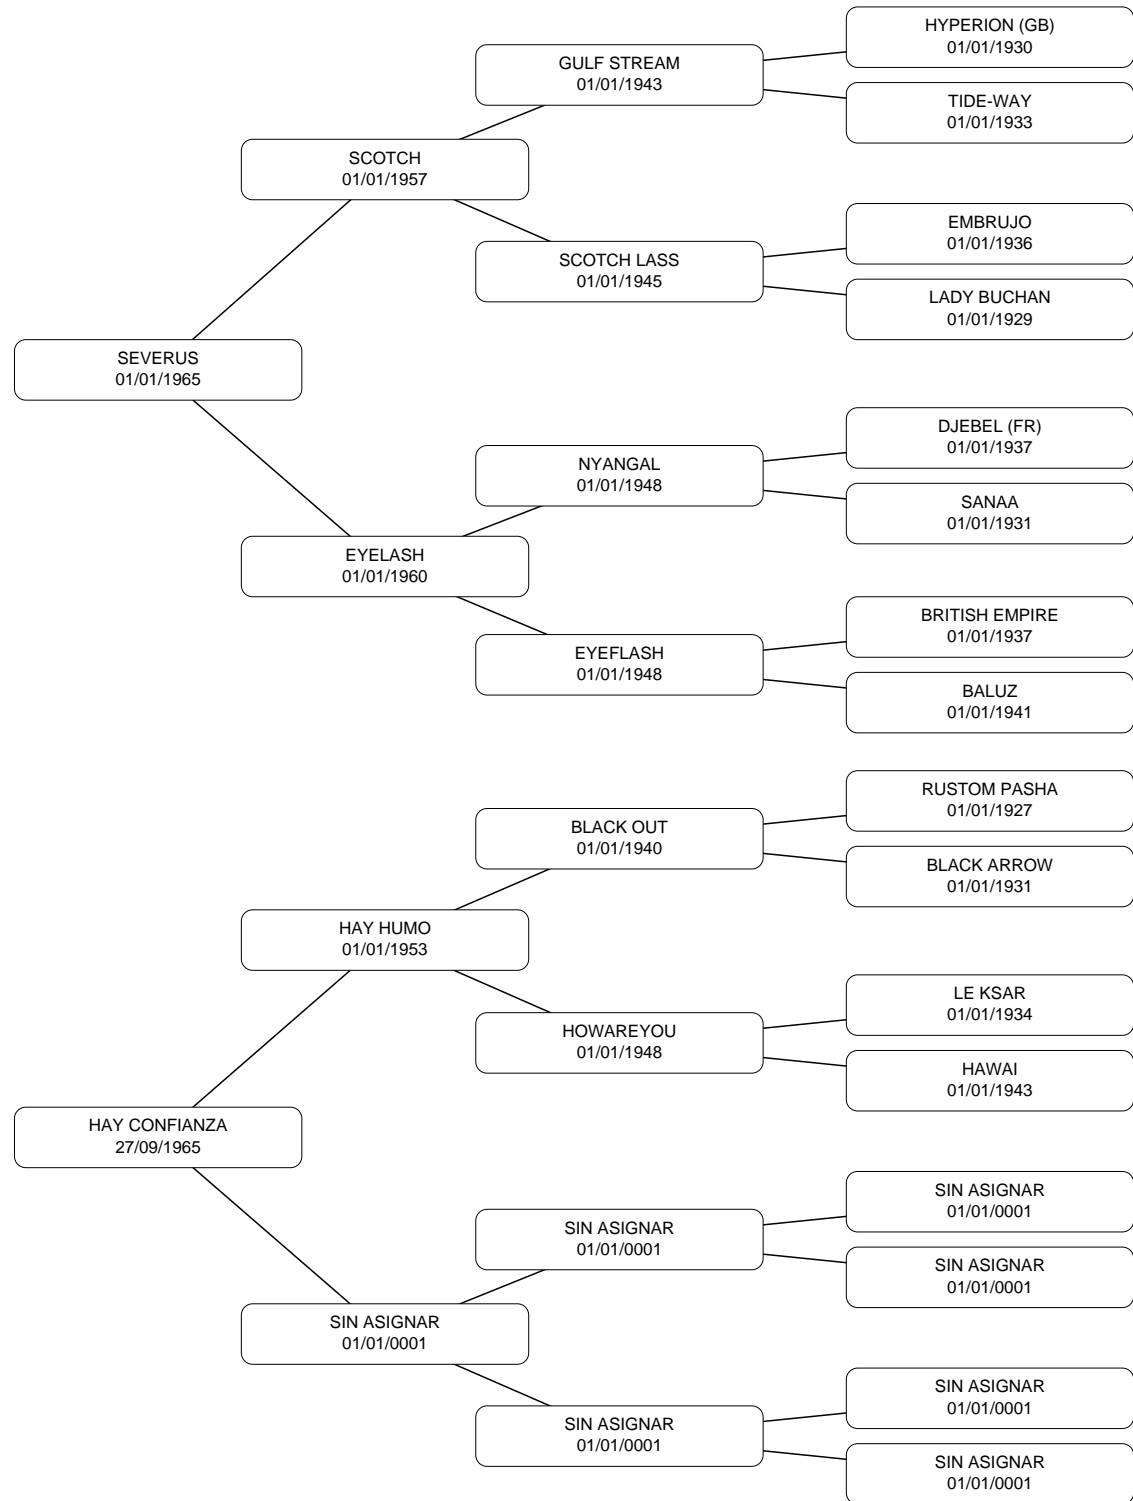 HYPERION (GB)
01/01/1930
GULF STREAM
01/01/1943
TIDE-WAY
01/01/1933
SCOTCH
01/01/1957
EMBRUJO
01/01/1936
SCOTCH LASS
01/01/1945
LADY BUCHAN
01/01/1929
SEVERUS
01/01/1965
DJEBEL (FR)
01/01/1937
NYANGAL
01/01/1948
SANAA
01/01/1931
EYELASH
01/01/1960
BRITISH EMPIRE
01/01/1937
EYEFLASH
01/01/1948
BALUZ
01/01/1941
RUSTOM PASHA
01/01/1927
BLACK OUT
01/01/1940
BLACK ARROW
01/01/1931
HAY HUMO
01/01/1953
LE KSAR
01/01/1934
HOWAREYOU
01/01/1948
HAWAI
01/01/1943
HAY CONFIANZA
27/09/1965
SIN ASIGNAR
01/01/0001
SIN ASIGNAR
01/01/0001
SIN ASIGNAR
01/01/0001
SIN ASIGNAR
01/01/0001
SIN ASIGNAR
01/01/0001
SIN ASIGNAR
01/01/0001
SIN ASIGNAR
01/01/0001